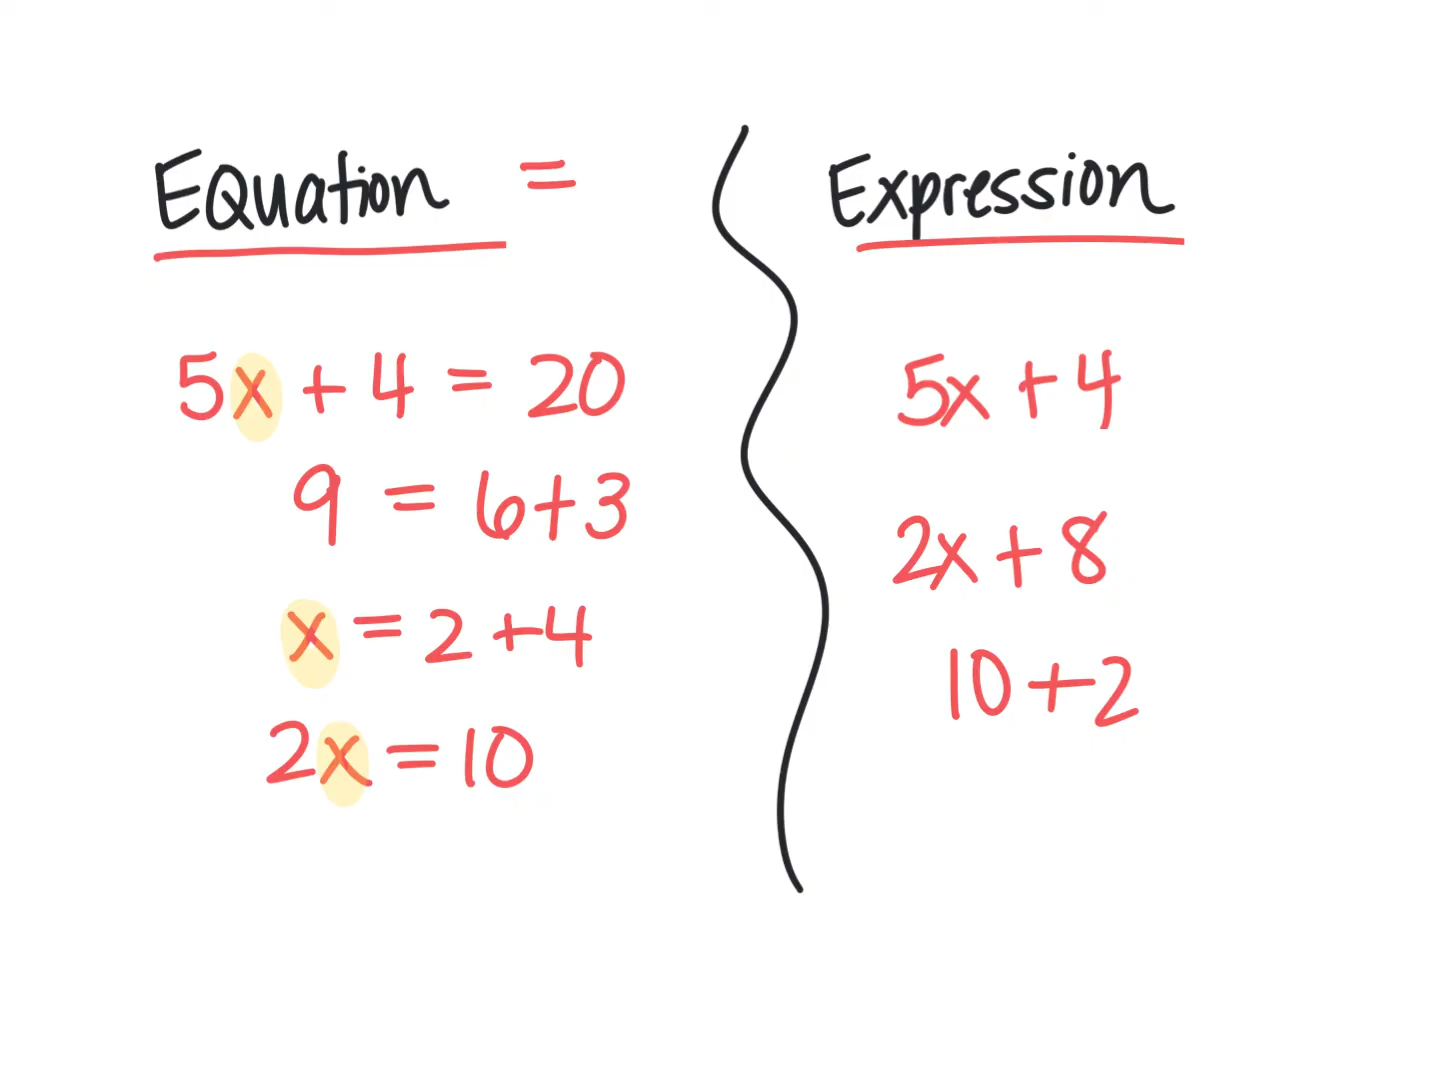 Equation =
5x + 4 = 20
9 = 6+3
x = 2 +4
2x = 10
Expression
5x + 4
2x + 8
10 + 2